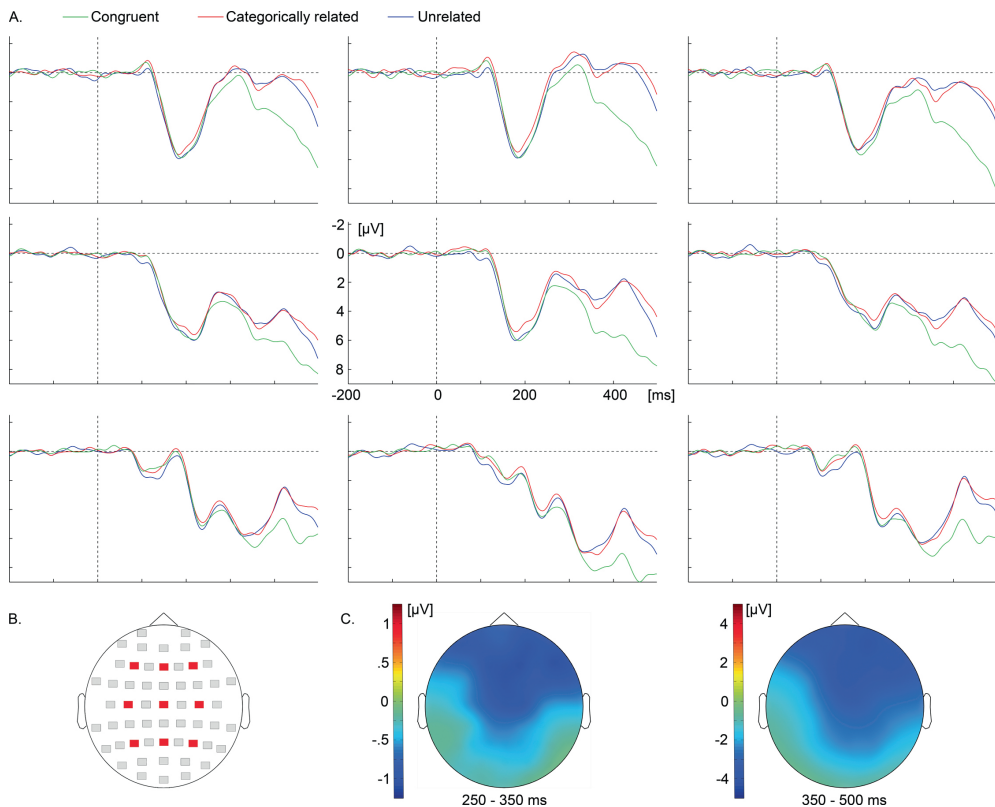 A. Congruent Categorically related Unrelated
-2
[µV]
0
2
4
6
8
-200 0 200 400 [ms]
B.
C.
[µV]
1
.5
0
-.5
-1
250 - 350 ms
[µV]
4
2
0
-2
-4
350 - 500 ms